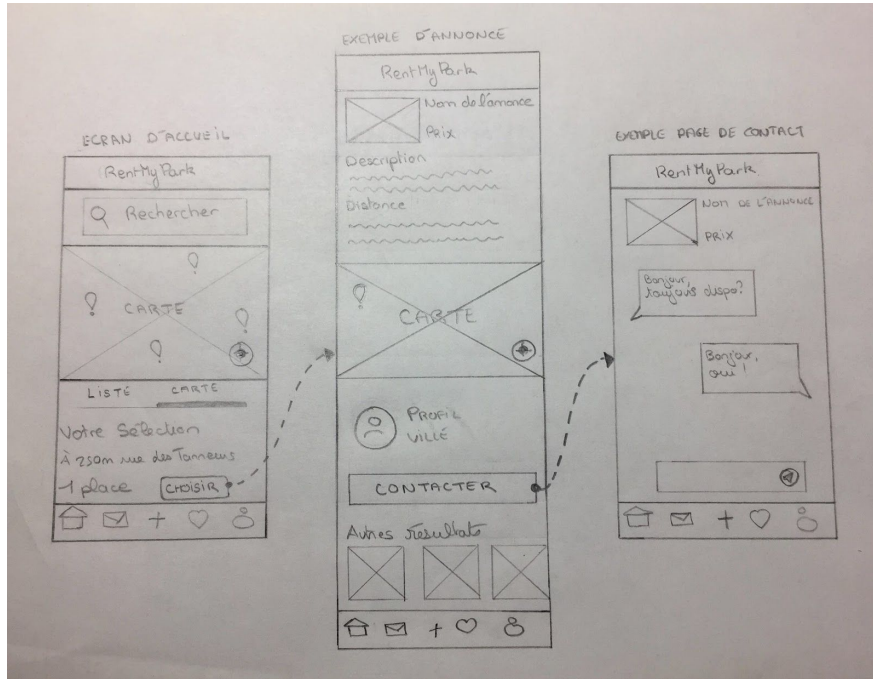 ECRAN D'ACCUEIL
RentMyPark
Rechercher
CARTE
LISTE CARTE
Votre Sélection
À 250m rue des Tanneurs
1 place CHOISIR
EXEMPLE D'ANNONCE
RentMyPark
Nom de l'annonce
Prix
Description
Distance
CARTE
PROFIL
VILLE
CONTACTER
Autres resultats
EXEMPLE PAGE DE CONTACT
RentMyPark
NOM DE L'ANNONCE
PRIX
Bonjour,
toujours dispo?
Bonjour,
oui !